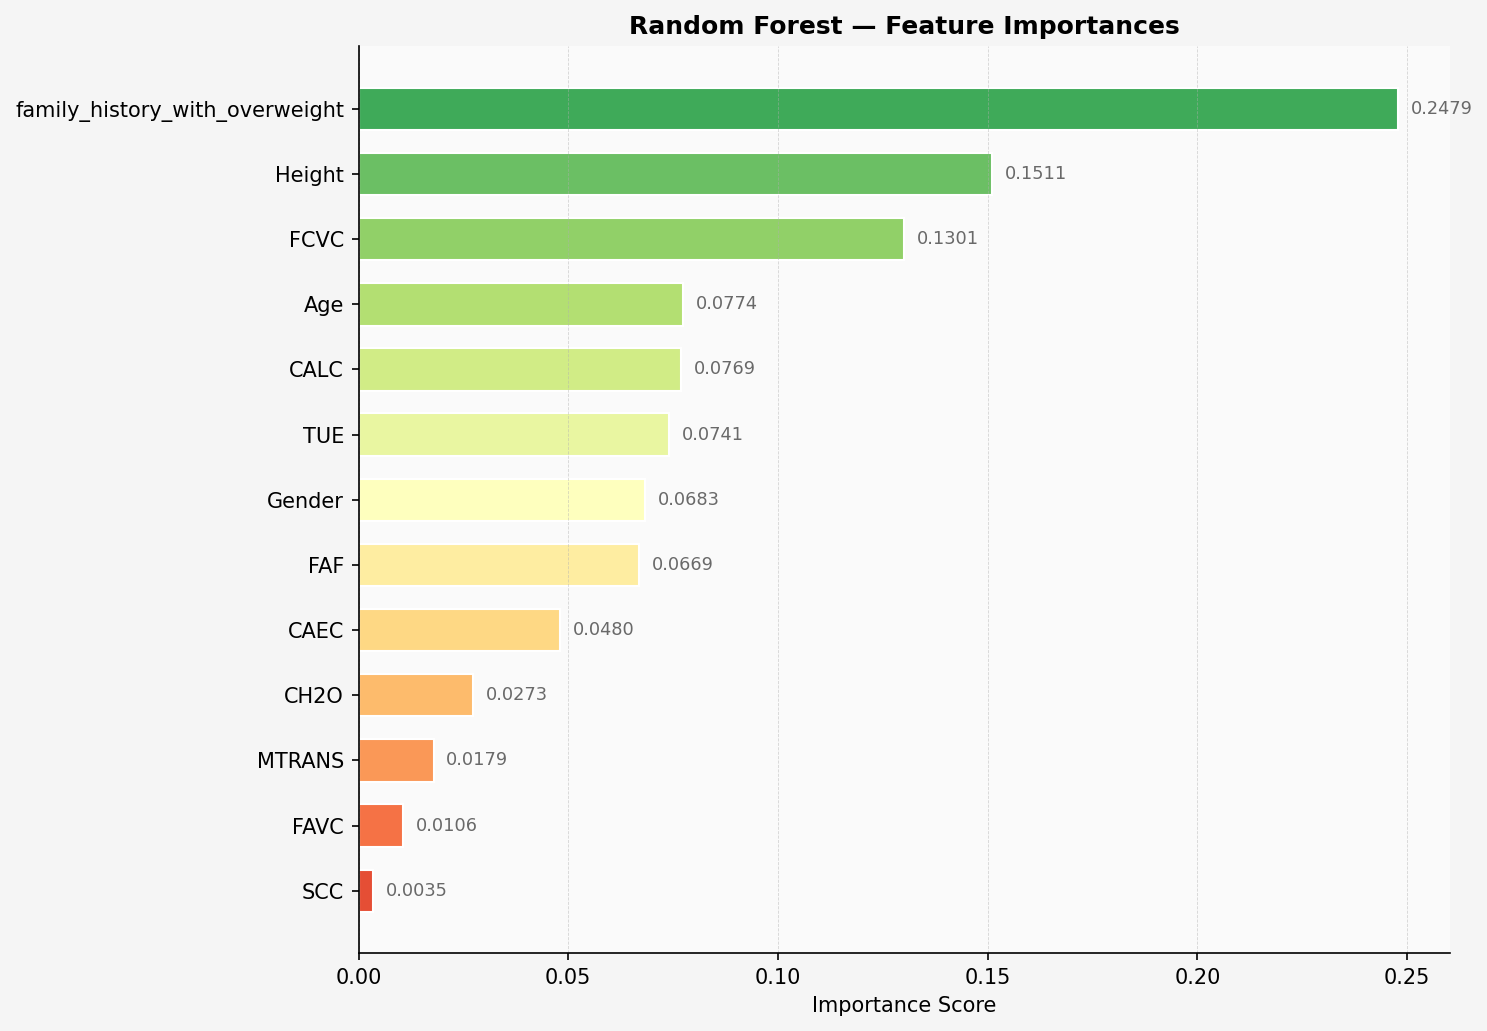 Random Forest — Feature Importances
family_history_with_overweight 0.2479
Height 0.1511
FCVC 0.1301
Age 0.0774
CALC 0.0769
TUE 0.0741
Gender 0.0683
FAF 0.0669
CAEC 0.0480
CH2O 0.0273
MTRANS 0.0179
FAVC 0.0106
SCC 0.0035
0.00 0.05 0.10 0.15 0.20 0.25
Importance Score